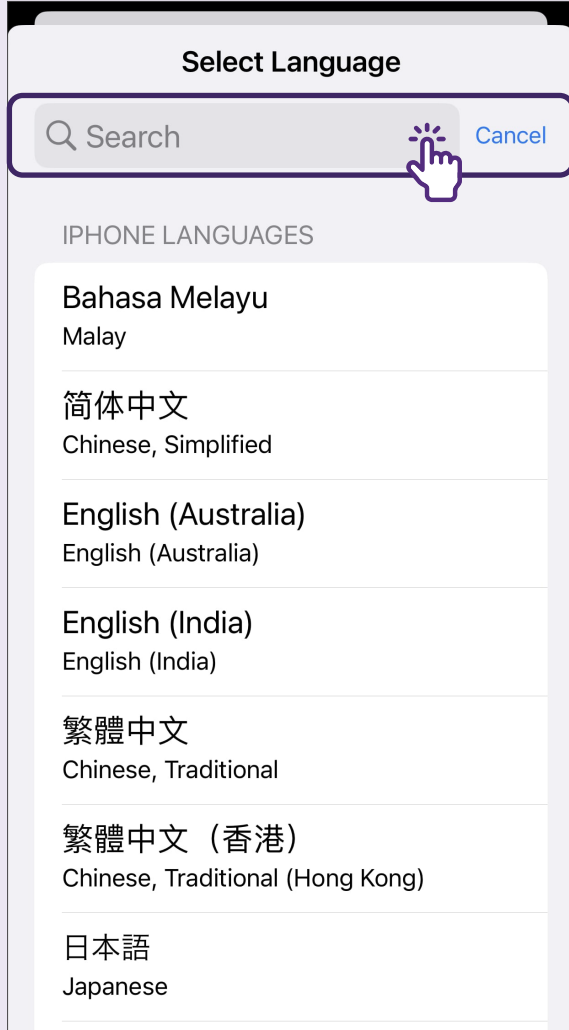 Select Language
Search
Cancel
IPHONE LANGUAGES
Bahasa Melayu
Malay
简体中文
Chinese, Simplified
English (Australia)
English (Australia)
English (India)
English (India)
繁體中文
Chinese, Traditional
繁體中文（香港）
Chinese, Traditional (Hong Kong)
日本語
Japanese